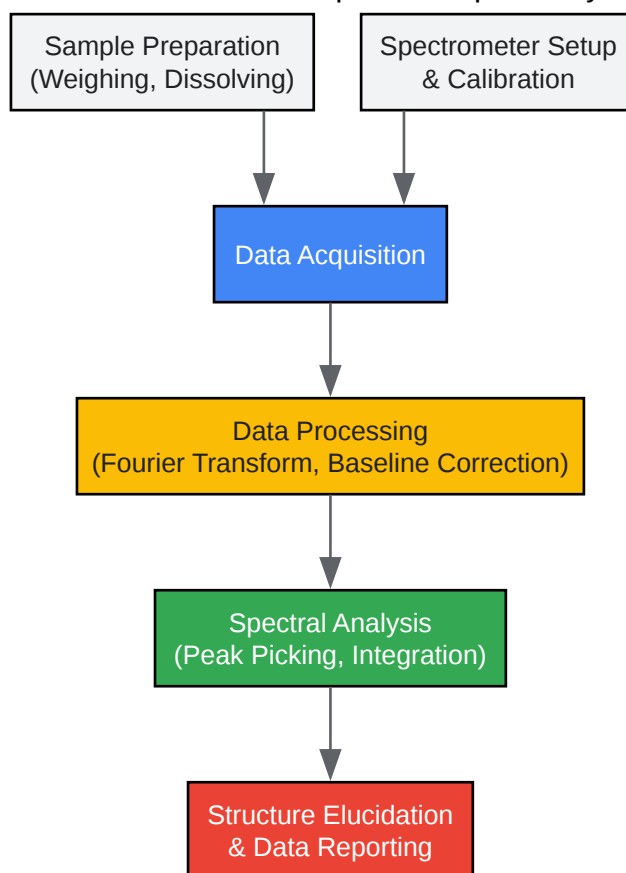 Sample Preparation
(Weighing, Dissolving)
Spectrometer Setup
& Calibration
Data Acquisition
Data Processing
(Fourier Transform, Baseline Correction)
Spectral Analysis
(Peak Picking, Integration)
Structure Elucidation
& Data Reporting